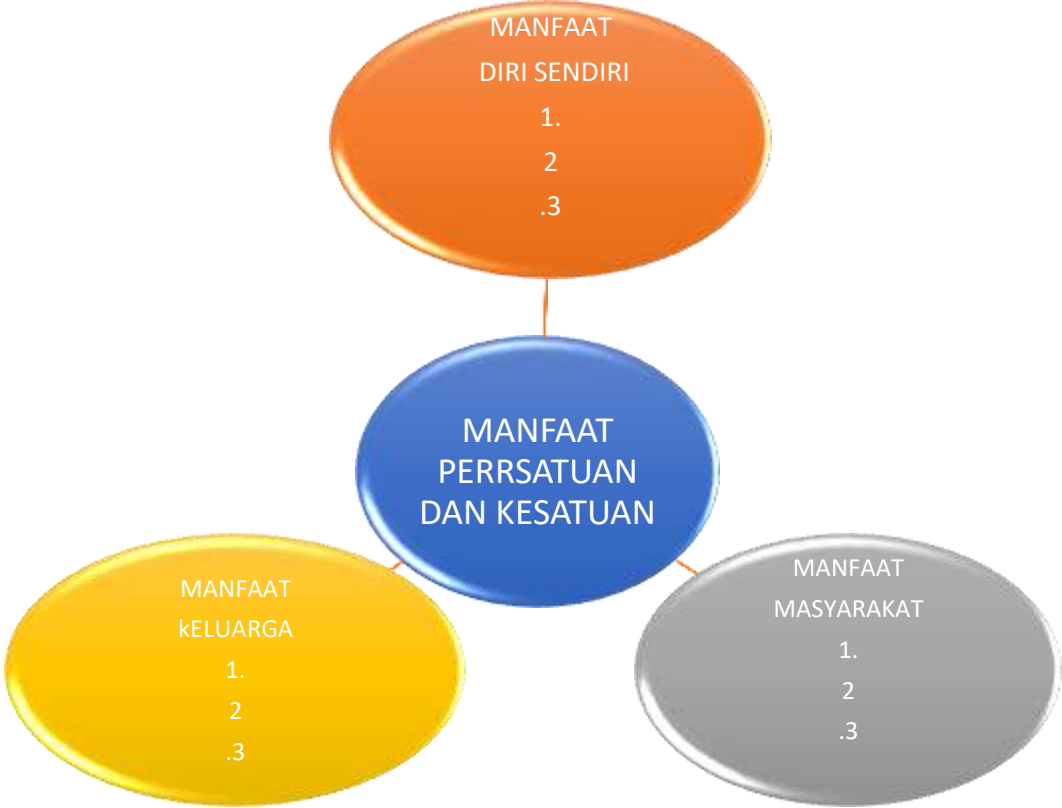 MANFAAT
DIRI SENDIRI
1.
2
.3
MANFAAT
PERRSATUAN
DAN KESATUAN
MANFAAT
kELUARGA
1.
2
.3
MANFAAT
MASYARAKAT
1.
2
.3